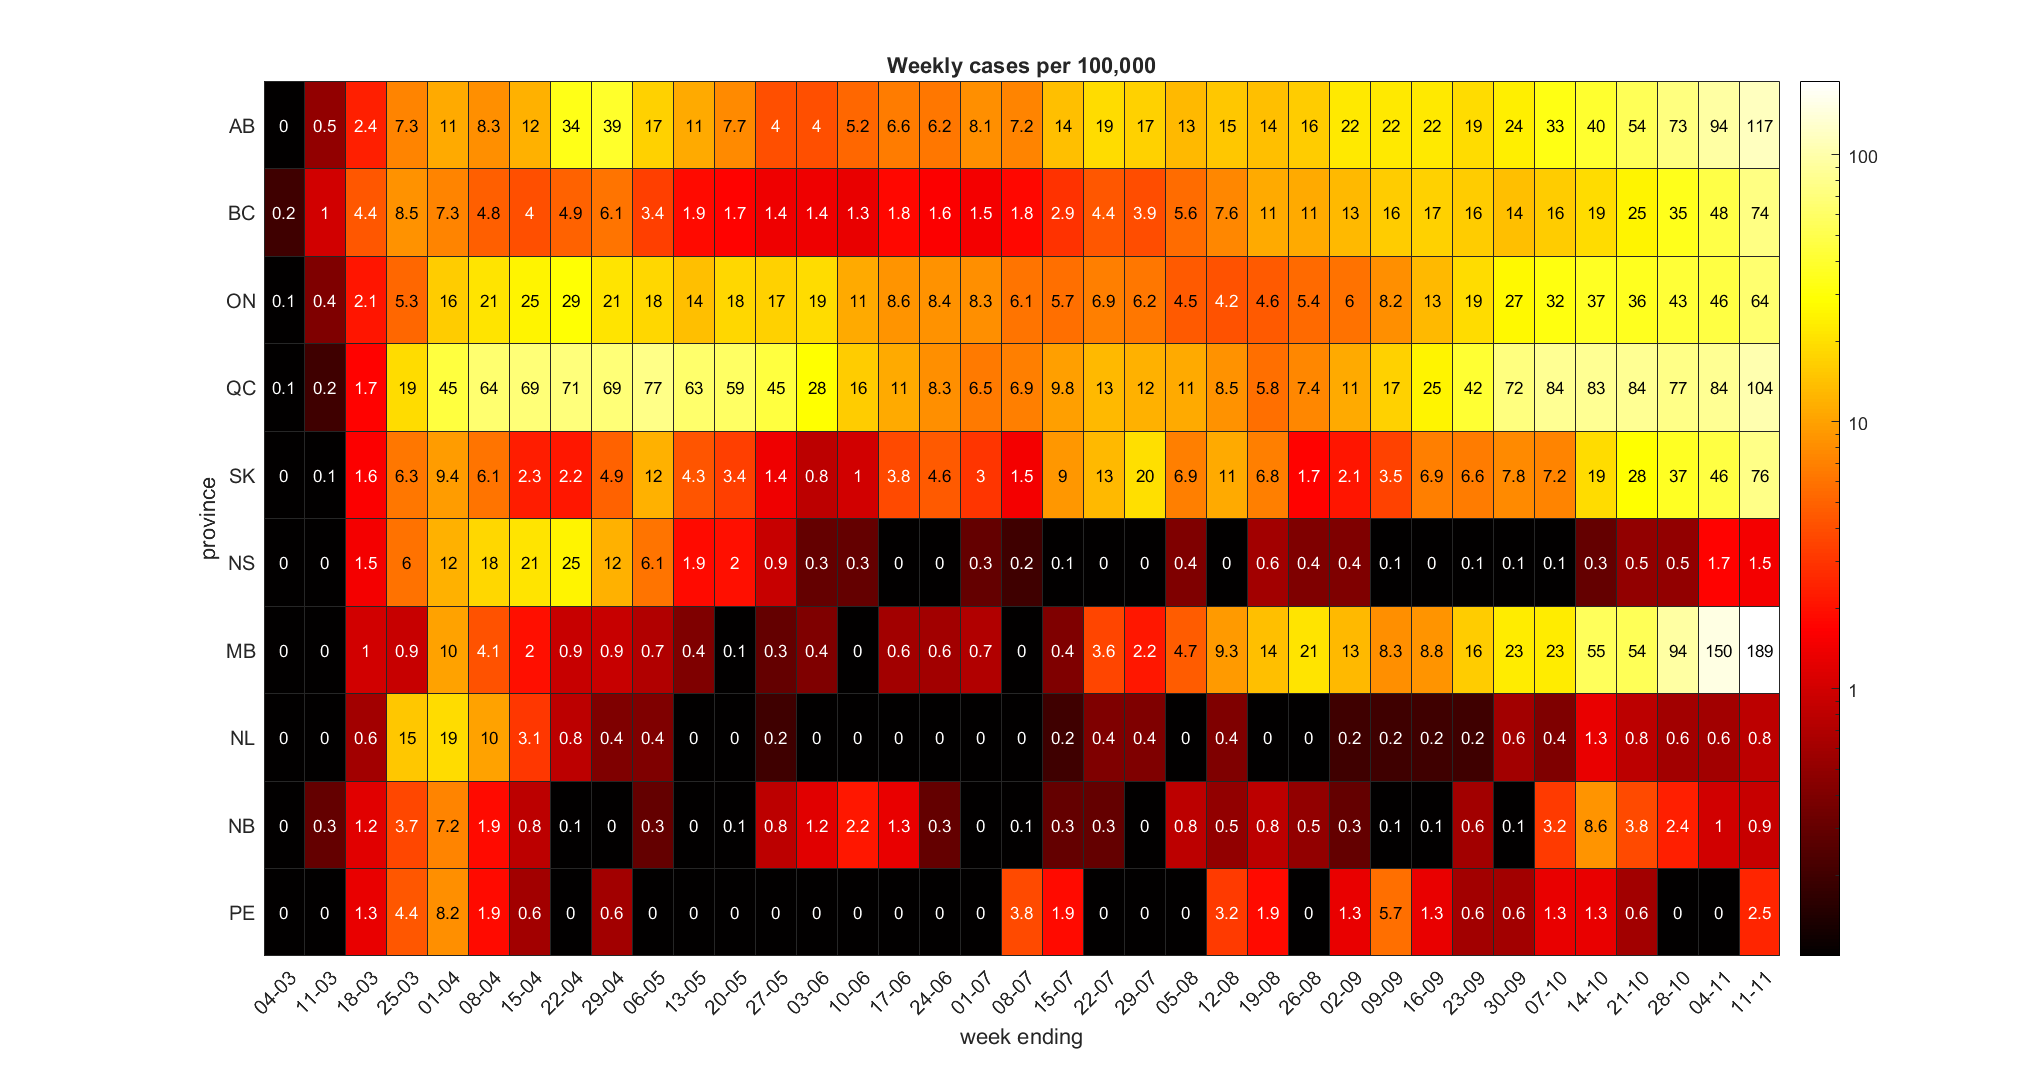 Weekly cases per 100,000
AB 0 0.5 2.4 7.3 11 8.3 12 34 39 17 11 7.7 4 4 5.2 6.6 6.2 8.1 7.2 14 19 17 13 15 14 16 22 22 22 19 24 33 40 54 73 94 117
100
BC 0.2 1 4.4 8.5 7.3 4.8 4 4.9 6.1 3.4 1.9 1.7 1.4 1.4 1.3 1.8 1.6 1.5 1.8 2.9 4.4 3.9 5.6 7.6 11 11 13 16 17 16 14 16 19 25 35 48 74
ON 0.1 0.4 2.1 5.3 16 21 25 29 21 18 14 18 17 19 11 8.6 8.4 8.3 6.1 5.7 6.9 6.2 4.5 4.2 4.6 5.4 6 8.2 13 19 27 32 37 36 43 46 64
QC 0.1 0.2 1.7 19 45 64 69 71 69 77 63 59 45 28 16 11 8.3 6.5 6.9 9.8 13 12 11 8.5 5.8 7.4 11 17 25 42 72 84 83 84 77 84 104
10
SK 0 0.1 1.6 6.3 9.4 6.1 2.3 2.2 4.9 12 4.3 3.4 1.4 0.8 1 3.8 4.6 3 1.5 9 13 20 6.9 11 6.8 1.7 2.1 3.5 6.9 6.6 7.8 7.2 19 28 37 46 76
province
NS 0 0 1.5 6 12 18 21 25 12 6.1 1.9 2 0.9 0.3 0.3 0 0 0.3 0.2 0.1 0 0 0.4 0 0.6 0.4 0.4 0.1 0 0.1 0.1 0.1 0.3 0.5 0.5 1.7 1.5
MB 0 0 1 0.9 10 4.1 2 0.9 0.9 0.7 0.4 0.1 0.3 0.4 0 0.6 0.6 0.7 0 0.4 3.6 2.2 4.7 9.3 14 21 13 8.3 8.8 16 23 23 55 54 94 150 189
1
NL 0 0 0.6 15 19 10 3.1 0.8 0.4 0.4 0 0 0.2 0 0 0 0 0 0 0.2 0.4 0.4 0 0.4 0 0 0.2 0.2 0.2 0.2 0.6 0.4 1.3 0.8 0.6 0.6 0.8
NB 0 0.3 1.2 3.7 7.2 1.9 0.8 0.1 0 0.3 0 0.1 0.8 1.2 2.2 1.3 0.3 0 0.1 0.3 0.3 0 0.8 0.5 0.8 0.5 0.3 0.1 0.1 0.6 0.1 3.2 8.6 3.8 2.4 1 0.9
PE 0 0 1.3 4.4 8.2 1.9 0.6 0 0.6 0 0 0 0 0 0 0 0 0 3.8 1.9 0 0 0 3.2 1.9 0 1.3 5.7 1.3 0.6 0.6 1.3 1.3 0.6 0 0 2.5
04-03 11-03 18-03 25-03 01-04 08-04 15-04 22-04 29-04 06-05 13-05 20-05 27-05 03-06 10-06 17-06 24-06 01-07 08-07 15-07 22-07 29-07 05-08 12-08 19-08 26-08 02-09 09-09 16-09 23-09 30-09 07-10 14-10 21-10 28-10 04-11 11-11
week ending